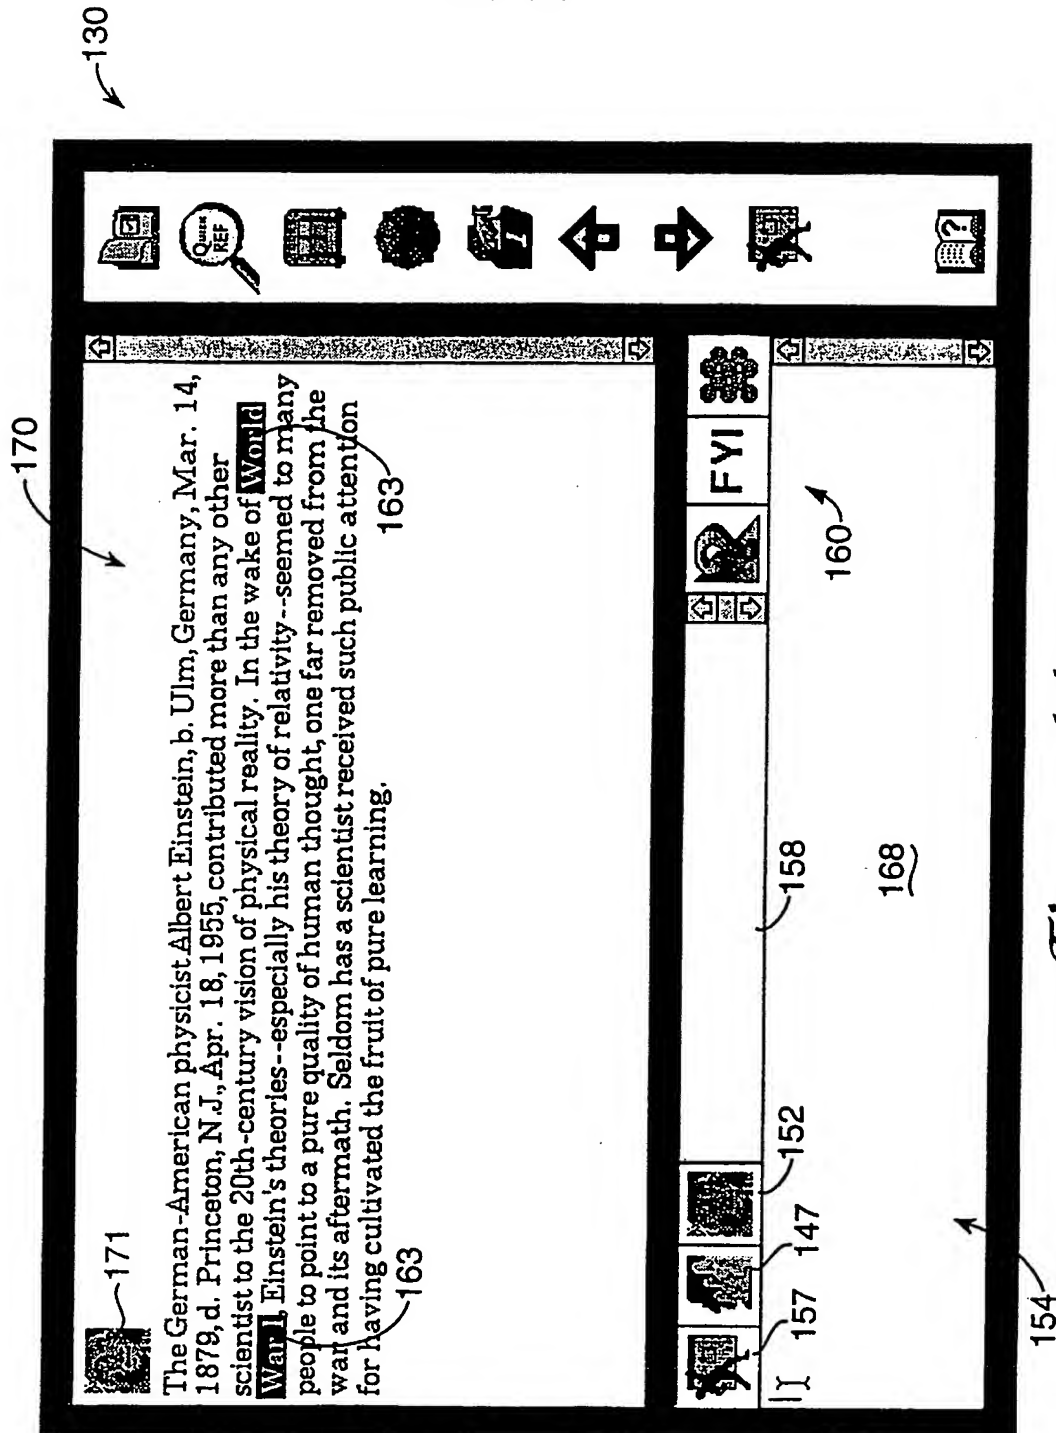 130
170
171
The German-American physicist Albert Einstein, b. Ulm, Germany, Mar. 14,
1879, d. Princeton, N.J., Apr. 18, 1955, contributed more than any other
scientist to the 20th-century vision of physical reality. In the wake of World
War 1, Einstein's theories--especially his theory of relativity--seemed to many
people to point to a pure quality of human thought, one far removed from the
war and its aftermath. Seldom has a scientist received such public attention
for having cultivated the fruit of pure learning.
163
163
QUICK
REF
1
?
FYI
157
147
152
158
160
168
154